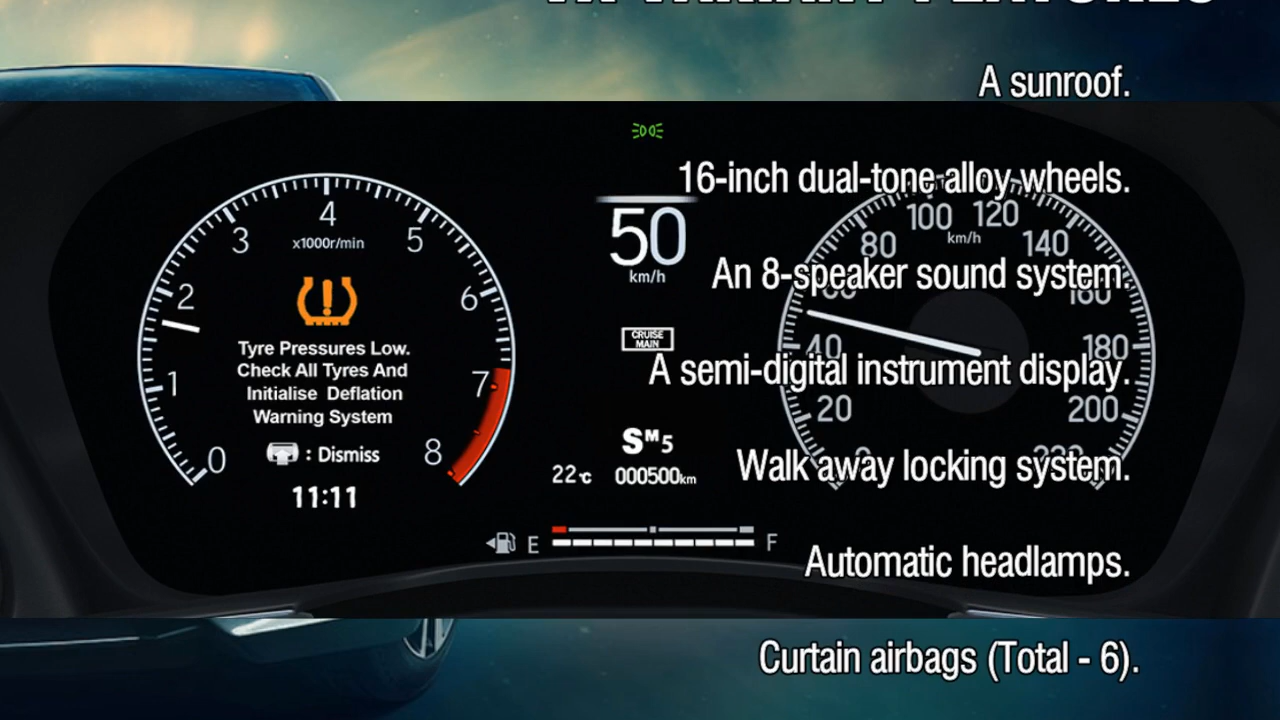 A sunroof.
16-inch dual-tone alloy wheels.
An 8-speaker sound system.
A semi-digital instrument display.
Walk away locking system.
Automatic headlamps.
Curtain airbags (Total - 6).
0
1
2
3
4
5
6
7
8
x1000r/min
Tyre Pressures Low.
Check All Tyres And
Initialise Deflation
Warning System
: Dismiss
11:11
50
km/h
CRUISE
MAIN
S M 5
22°C
000500km
E
F
20
40
80
100
120
140
160
180
200
km/h